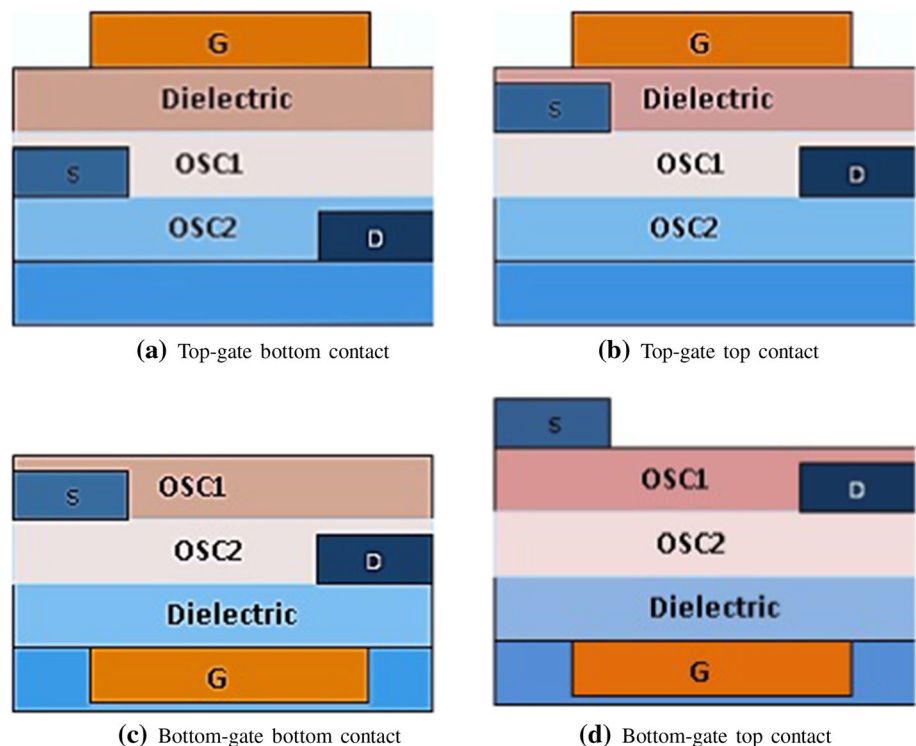 G G
Dielectric S Dielectric
S OSC1 OSC1 D
OSC2 D OSC2
(a) Top-gate bottom contact (b) Top-gate top contact
S
S OSC1 OSC1 D
OSC2 D OSC2
Dielectric Dielectric
G G
(c) Bottom-gate bottom contact (d) Bottom-gate top contact